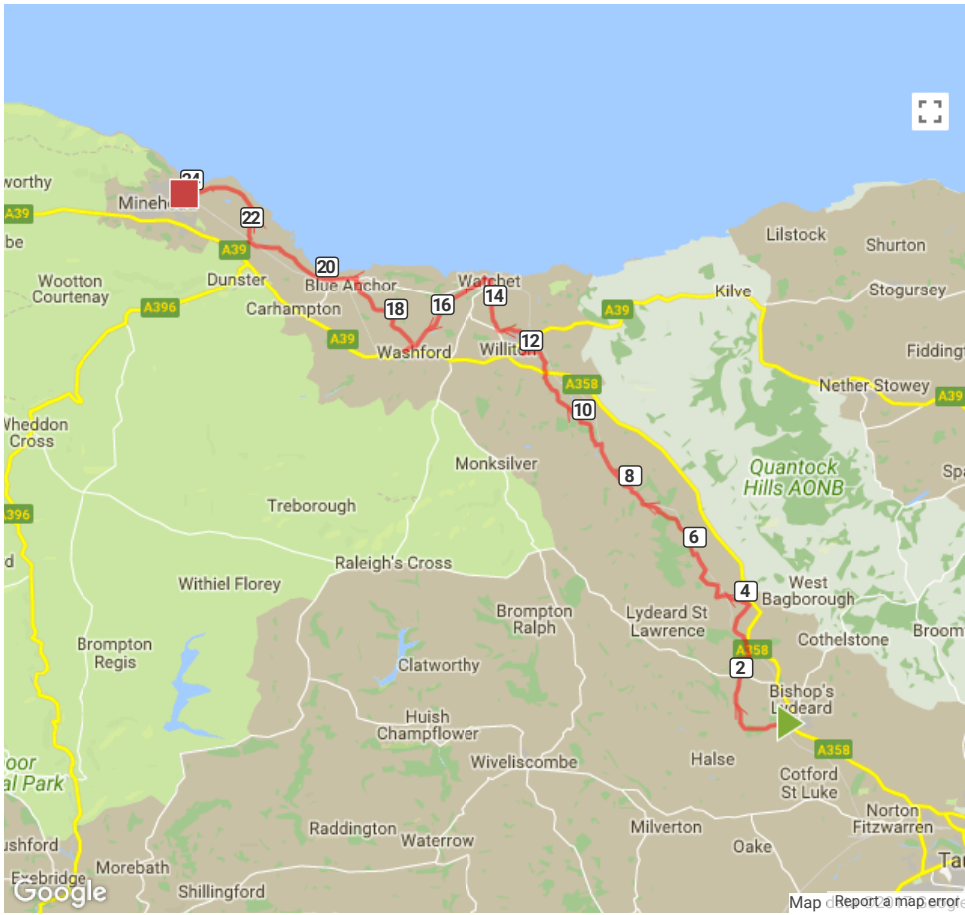 worthy
24
Mineh
A39
22
be
A39
Lilstock
Shurton
20
Wootton
Courtenay
Dunster
Blue Anchor
Watchet
14
Kilve
Stogursey
A396
Carhampton
18
16
A39
A39
Washford
Williton
12
Fiddingt
A358
Nether Stowey
A39
10
Wheddon
Cross
Monksilver
8
Quantock
Hills AONB
Spa
Treborough
A396
6
d
Raleigh's Cross
Withiel Florey
4
West
Bagborough
Brompton
Ralph
Lydeard St
Lawrence
Broom
Brompton
Regis
Cothelstone
A358
2
Clatworthy
Bishop's
Lydeard
Huish
Champflower
A358
oor
al Park
Wiveliscombe
Halse
Cotford
St Luke
Norton
Fitzwarren
Raddington
Waterrow
Milverton
Oake
ushford
Tau
Morebath
Exebridge
Shillingford
Google
Map
Report a map error